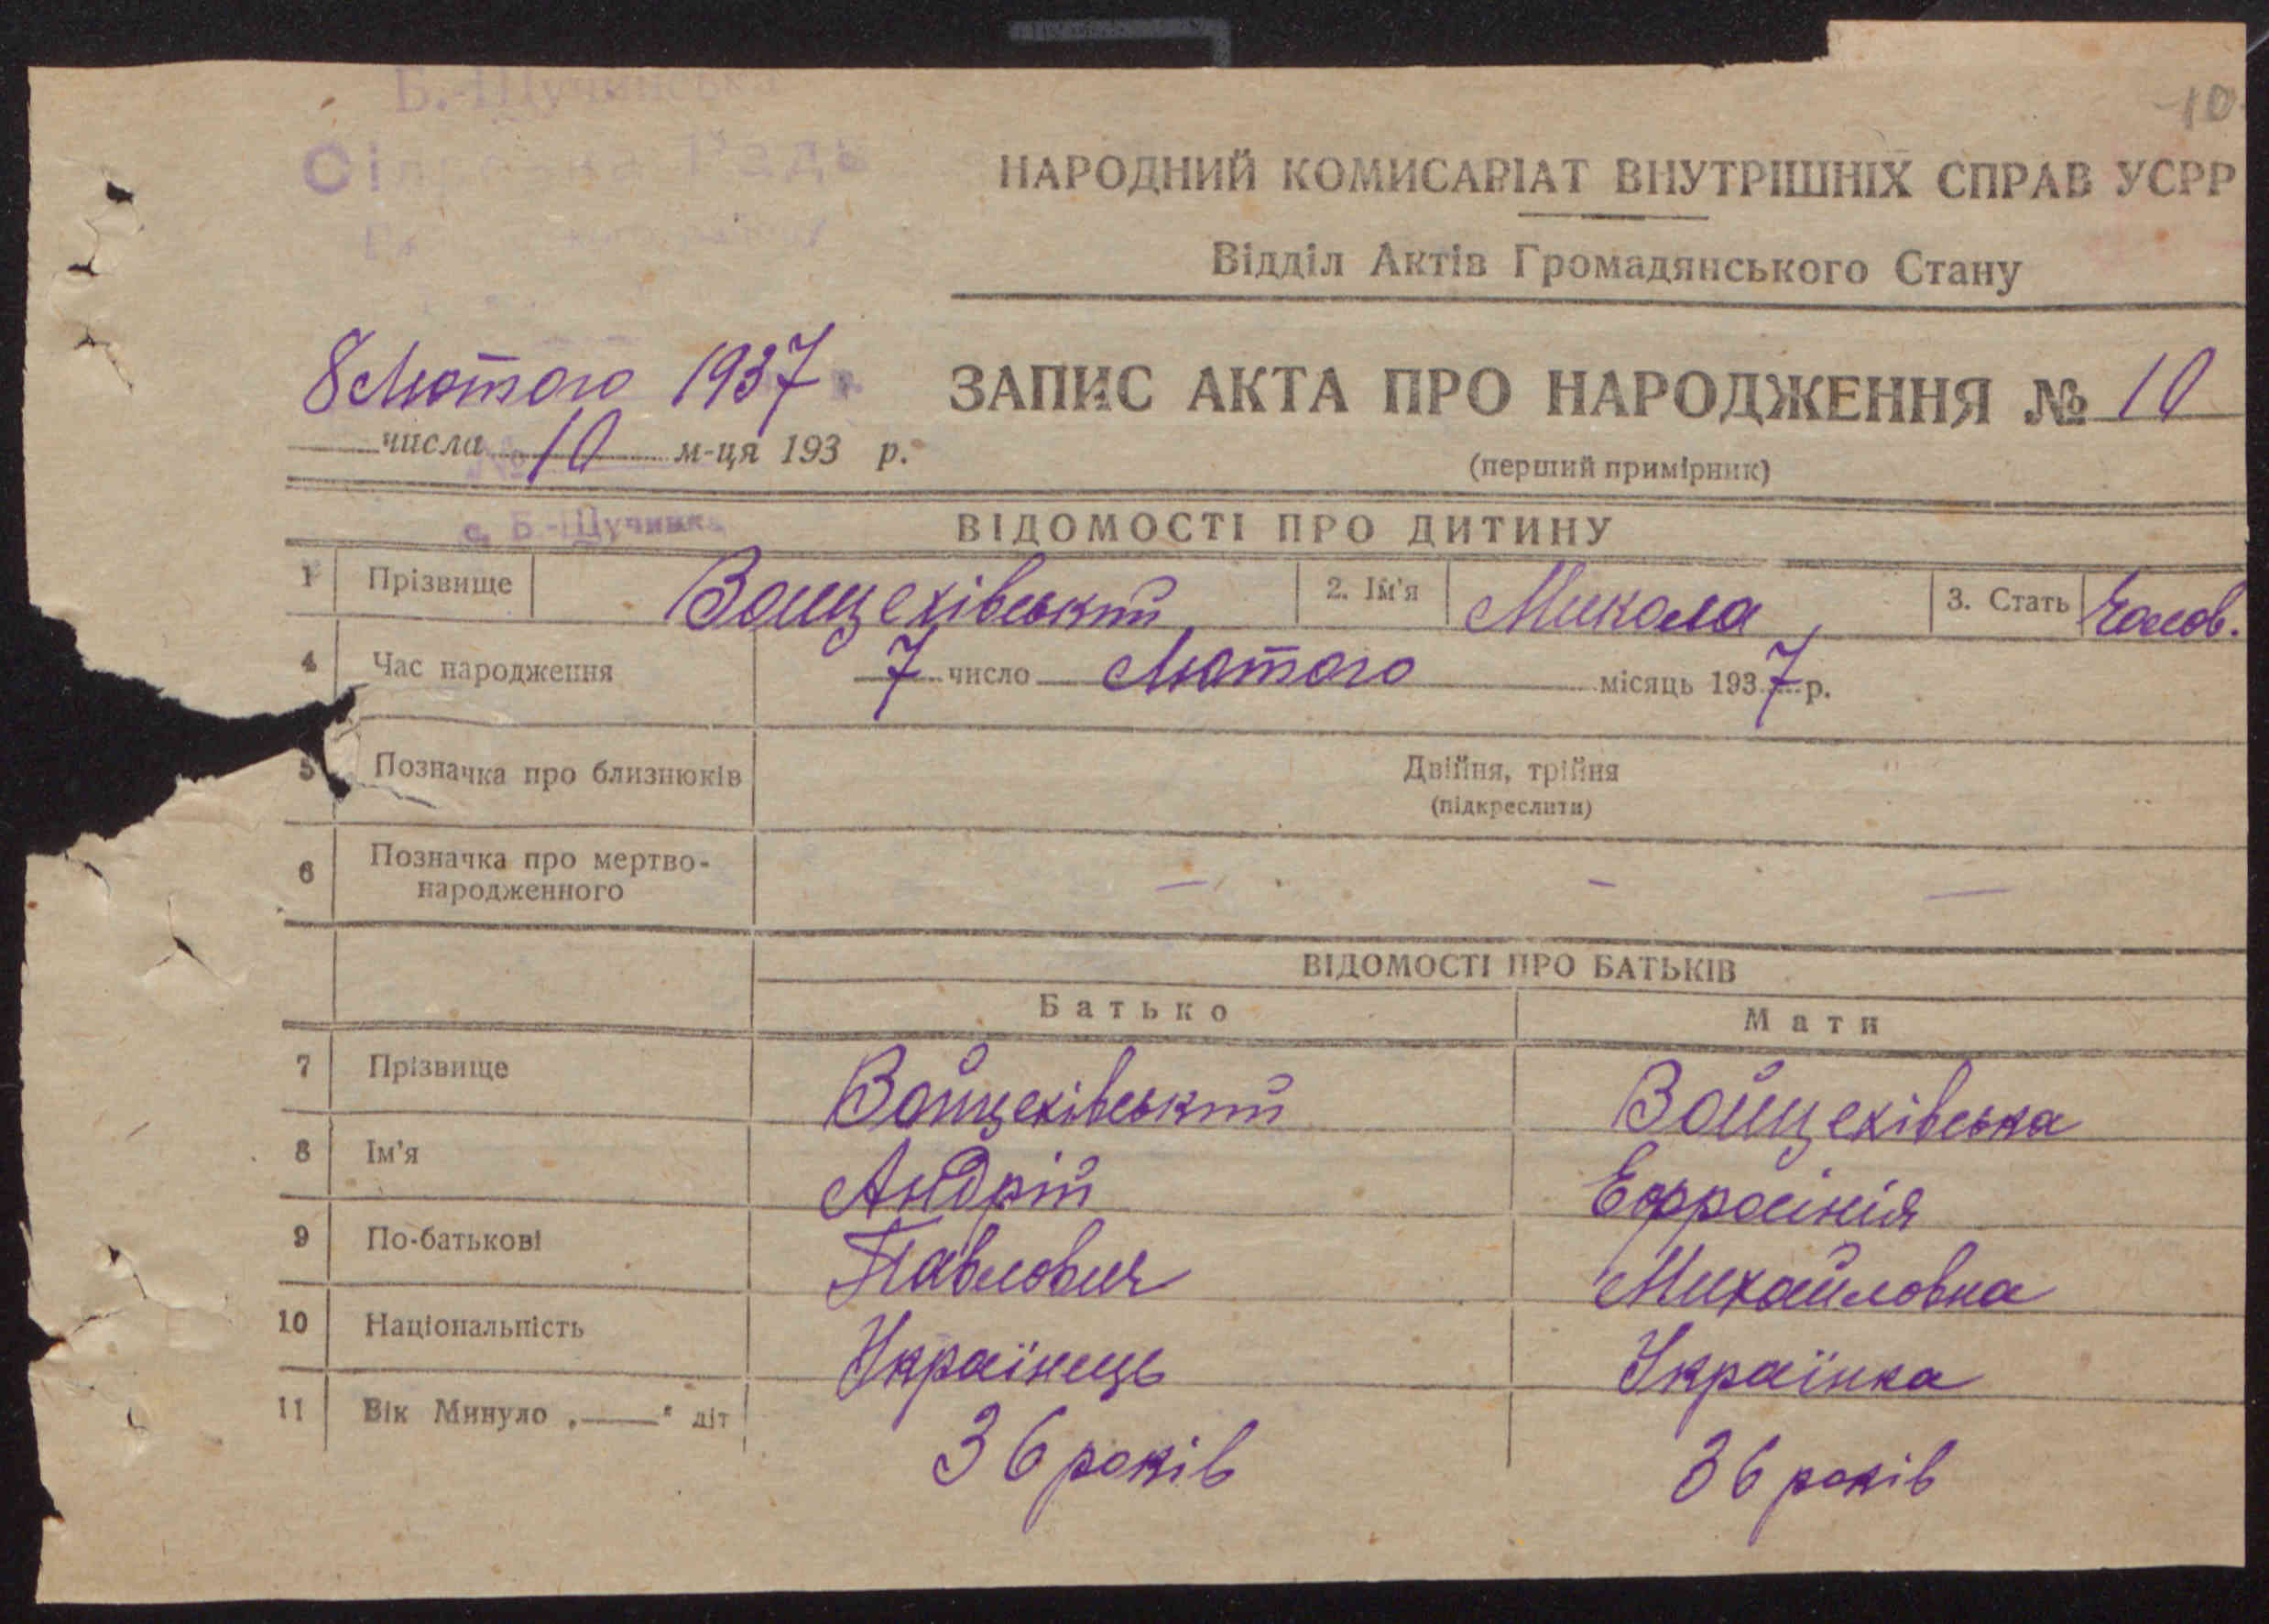 Б.-Щучинська
Сільська Рада
10
НАРОДНИЙ КОМИСАРІАТ ВНУТРІШНІХ СПРАВ УСРР
Відділ Актів Громадянського Стану
8 Лютого 1937 р.
ЗАПИС АКТА ПРО НАРОДЖЕННЯ № 10
числа 10 м-ця 193 р.
(перший примірник)
с. Б.-Щучинка
ВІДОМОСТІ ПРО ДИТИНУ
1 Прізвище Войцехівський 2. Ім'я Микола 3. Стать Чолов.
4 Час народження 7 число Лютого місяць 1937 р.
5 Позначка про близнюків Двійня, трійня
(підкреслити)
6 Позначка про мертво-
народженного – – –
ВІДОМОСТІ ПРО БАТЬКІВ
Батько Мати
7 Прізвище Войцехівський Войцехівська
8 Ім'я Андрій Ефросінія
9 По-батькові Павлович Михайловна
10 Національність Українець Українка
11 Вік Минуло „——“ літ 36 років 36 років